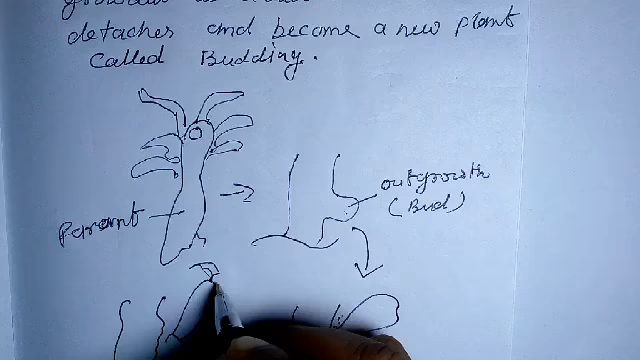 detaches and become a new plant
called Budding.
Parent
outgrowth
(Bud)